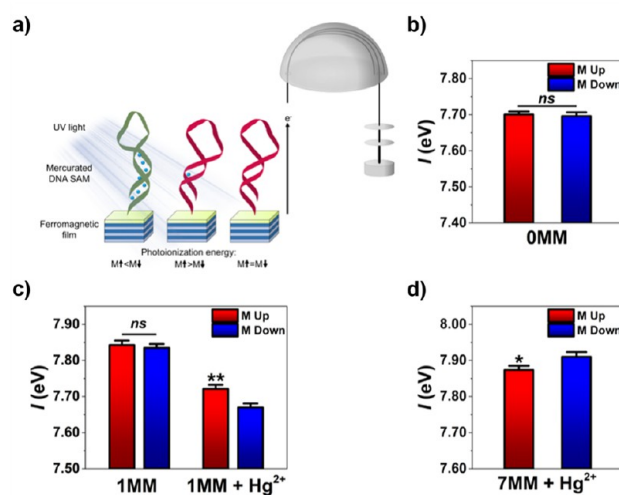 a)
UV light
Mercurated
DNA SAM
Ferromagnetic
film
e⁻
Photoionization energy:
M⬆<M⬇ M⬆>M⬇ M⬆=M⬇
b)
I (eV)
7.80
7.70
7.60
7.50
7.40
M Up
M Down
ns
0MM
c)
I (eV)
7.90
7.80
7.70
7.60
7.50
M Up
M Down
ns
**
1MM 1MM + Hg²⁺
d)
I (eV)
8.00
7.90
7.80
7.70
7.60
M Up
M Down
*
7MM + Hg²⁺